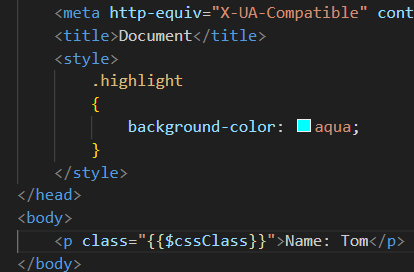 <meta http-equiv="X-UA-Compatible" cont
<title>Document</title>
<style>
.highlight
{
background-color: aqua;
}
</style>
</head>
<body>
<p class="{{$cssClass}}">Name: Tom</p>
</body>